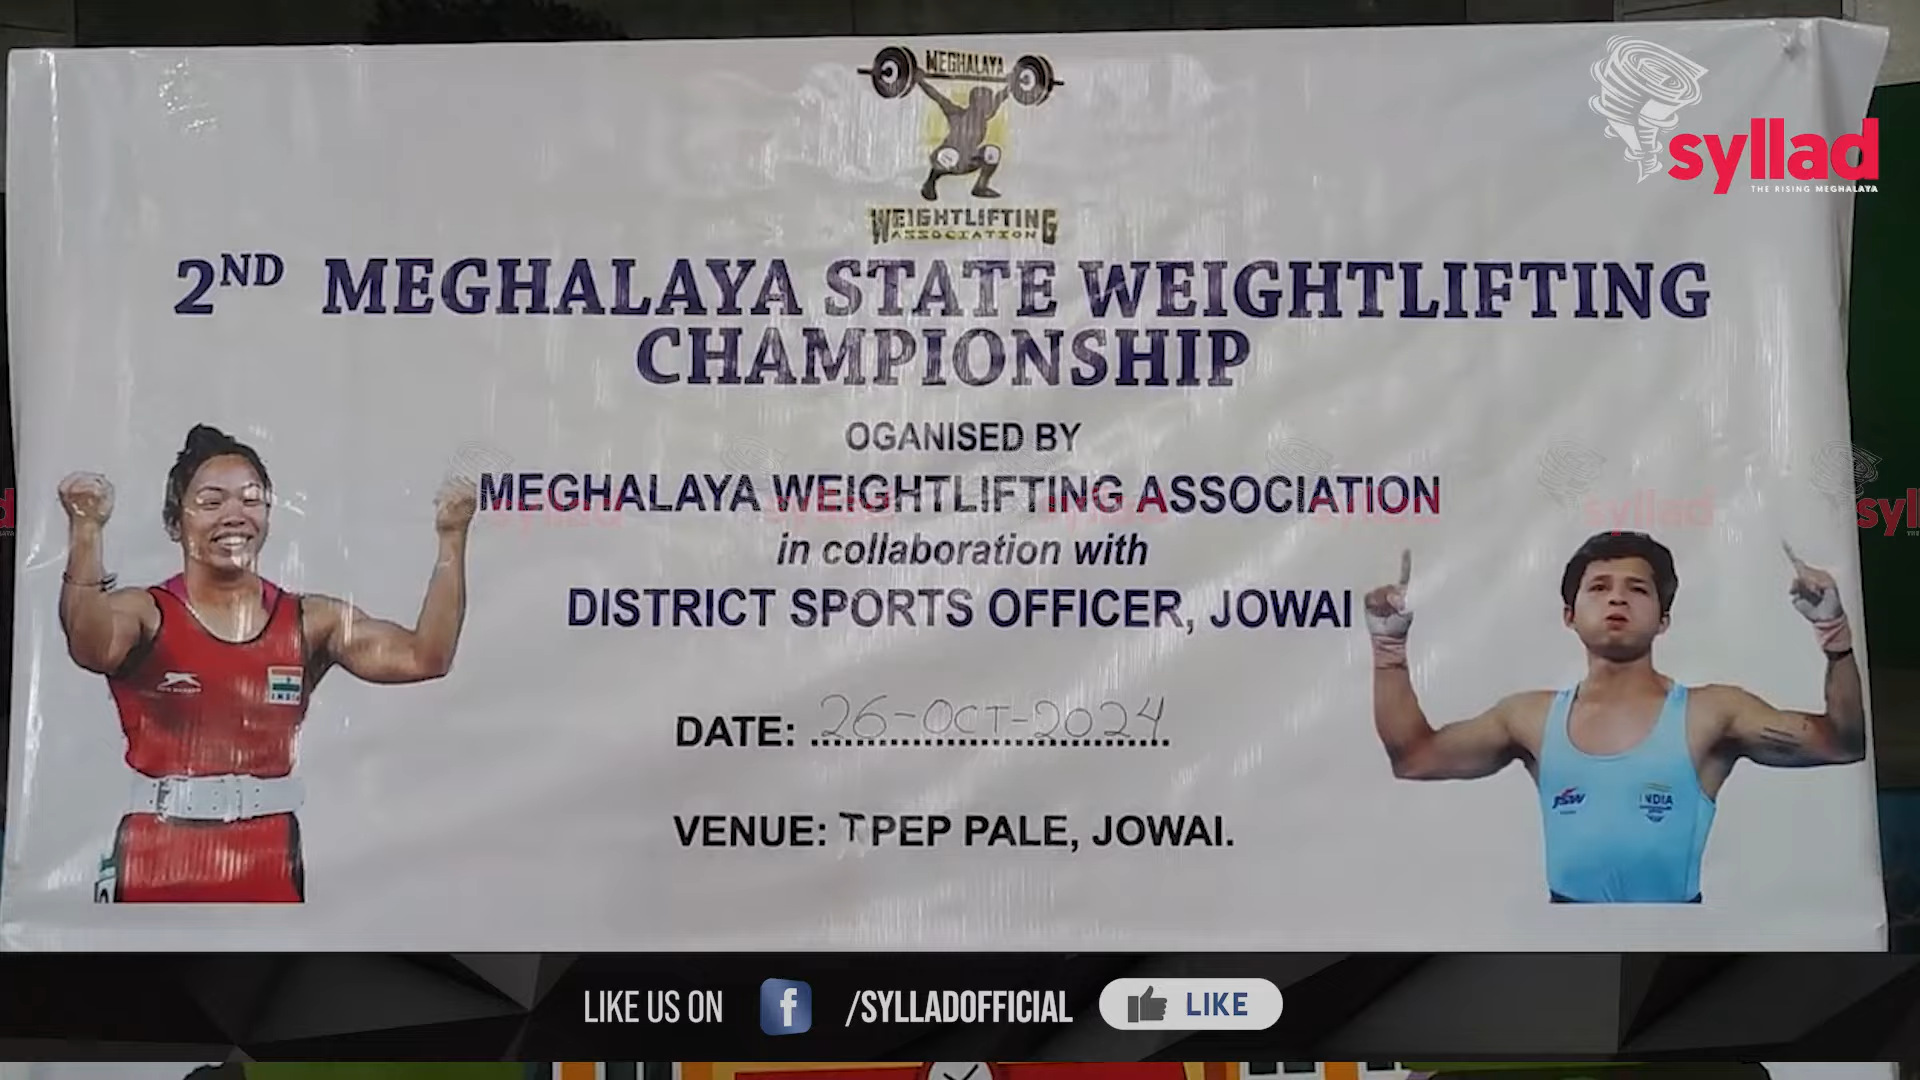 MEGHALAYA
WEIGHTLIFTING
ASSOCIATION
syllad
THE RISING MEGHALAYA
2ND MEGHALAYA STATE WEIGHTLIFTING
CHAMPIONSHIP
OGANISED BY
MEGHALAYA WEIGHTLIFTING ASSOCIATION
in collaboration with
DISTRICT SPORTS OFFICER, JOWAI
DATE: 26-OCT-2024
VENUE: TPEP PALE, JOWAI.
INDIA
JSW
INDIA
LIKE US ON f /SYLLADOFFICIAL LIKE